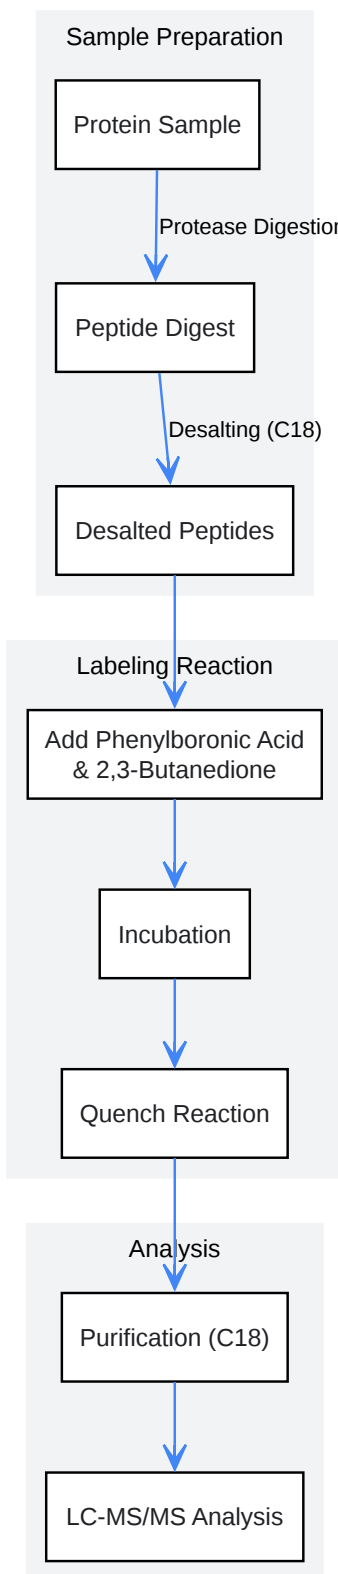 Sample Preparation
Protein Sample
Protease Digestion
Peptide Digest
Desalting (C18)
Desalted Peptides
Labeling Reaction
Add Phenylboronic Acid
& 2,3-Butanedione
Incubation
Quench Reaction
Analysis
Purification (C18)
LC-MS/MS Analysis